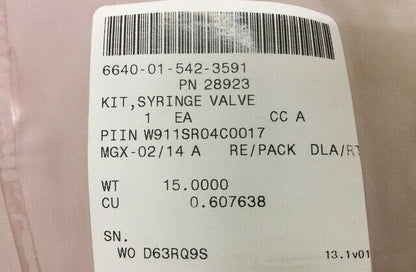 6640-01-542-3591
PN 28923
KIT,SYRINGE VALVE
1 EA CC A
PIIN W911SR04C0017
MGX-02/14 A RE/PACK DLA/RT
WT 15.0000
CU 0.607638
SN.
WO D63RQ9S 13.1v01